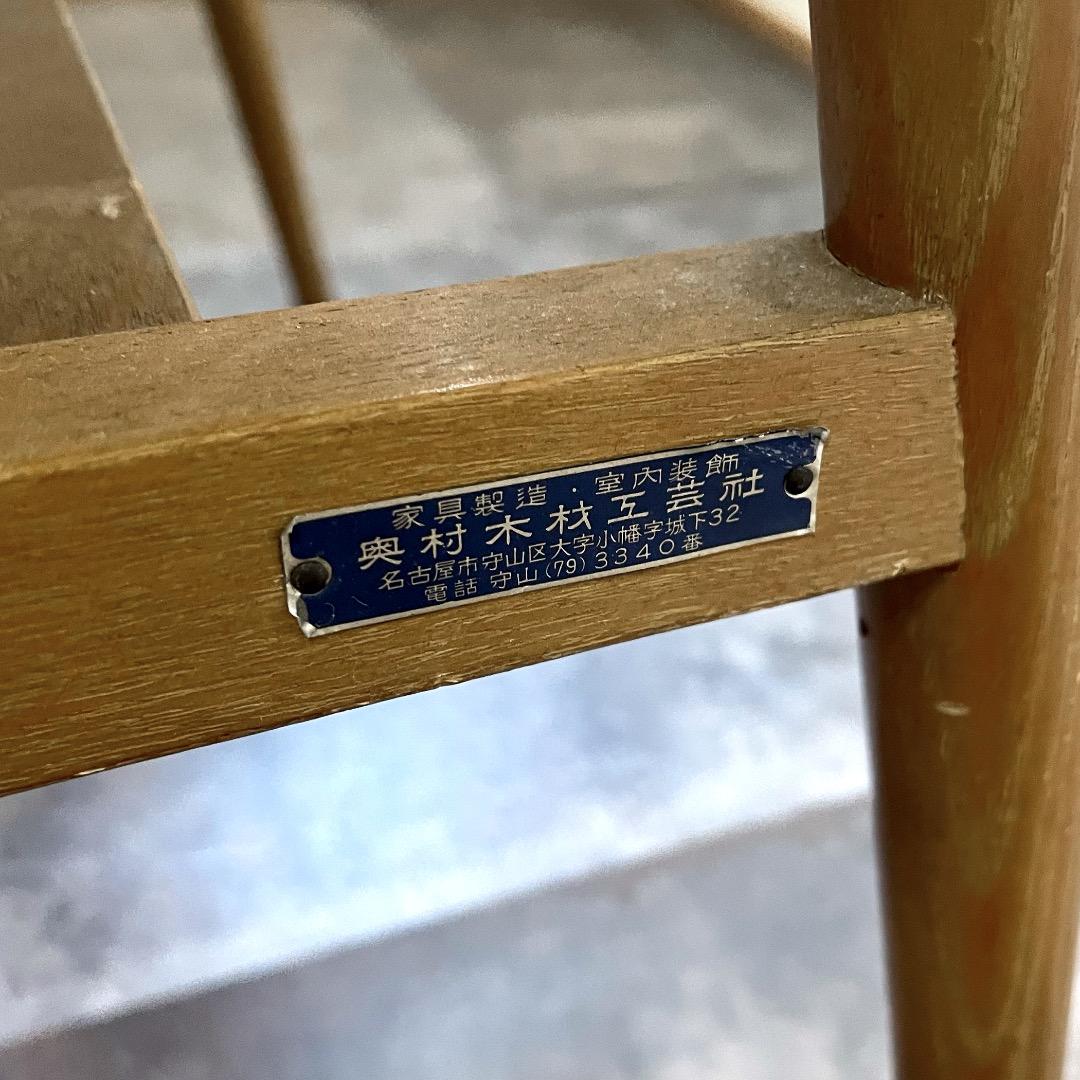 家具製造・室内装飾
奥村木材工芸社
名古屋市守山区大字小幡字城下32
電話 守山(79)3340番